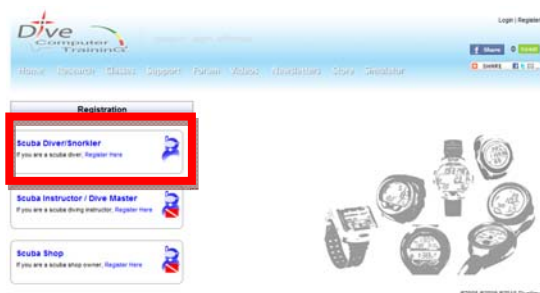 Login | Register
Dive
Computer
Training
Share 0
SHARE
Home Research Classes Support Forum Videos Newsletters Store Simulator
Registration
Scuba Diver/Snorkler
If you are a scuba diver, Register Here
Scuba Instructor / Dive Master
If you are a scuba diving instructor, Register Here
Scuba Shop
If you are a scuba shop owner, Register Here